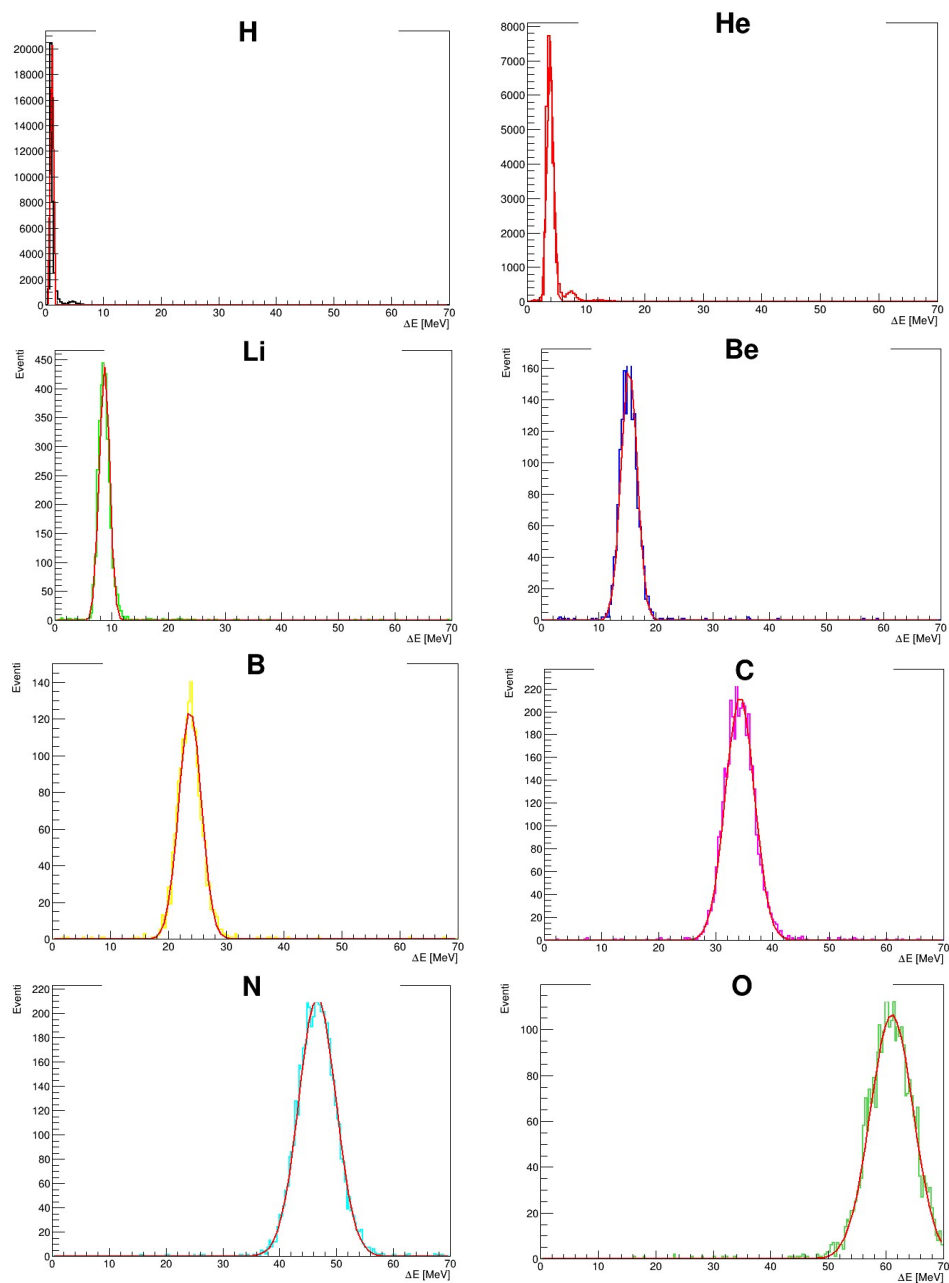 H
20000
18000
16000
14000
12000
10000
8000
6000
4000
2000
0
0 10 20 30 40 50 60 70
ΔE [MeV]
He
8000
7000
6000
5000
4000
3000
2000
1000
0
0 10 20 30 40 50 60 70
ΔE [MeV]
Li
Eventi
450
400
350
300
250
200
150
100
50
0
0 10 20 30 40 50 60 70
ΔE [MeV]
Be
Eventi
160
140
120
100
80
60
40
20
0
0 10 20 30 40 50 60 70
ΔE [MeV]
B
Eventi
140
120
100
80
60
40
20
0
0 10 20 30 40 50 60 70
ΔE [MeV]
C
Eventi
220
200
180
160
140
120
100
80
60
40
20
0
0 10 20 30 40 50 60 70
ΔE [MeV]
N
Eventi
220
200
180
160
140
120
100
80
60
40
20
0
0 10 20 30 40 50 60 70
ΔE [MeV]
O
Eventi
100
80
60
40
20
0
0 10 20 30 40 50 60 70
ΔE [MeV]